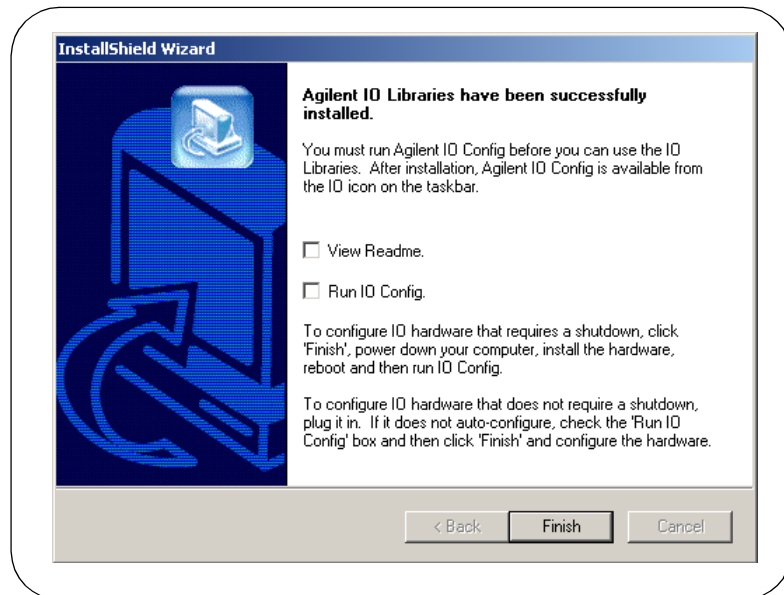 InstallShield Wizard
Agilent IO Libraries have been successfully
installed.
You must run Agilent IO Config before you can use the IO
Libraries.  After installation, Agilent IO Config is available from
the IO icon on the taskbar.
View Readme.
Run IO Config.
To configure IO hardware that requires a shutdown, click
'Finish', power down your computer, install the hardware,
reboot and then run IO Config.
To configure IO hardware that does not require a shutdown,
plug it in.  If it does not auto-configure, check the 'Run IO
Config' box and then click 'Finish' and configure the hardware.
< Back
Finish
Cancel